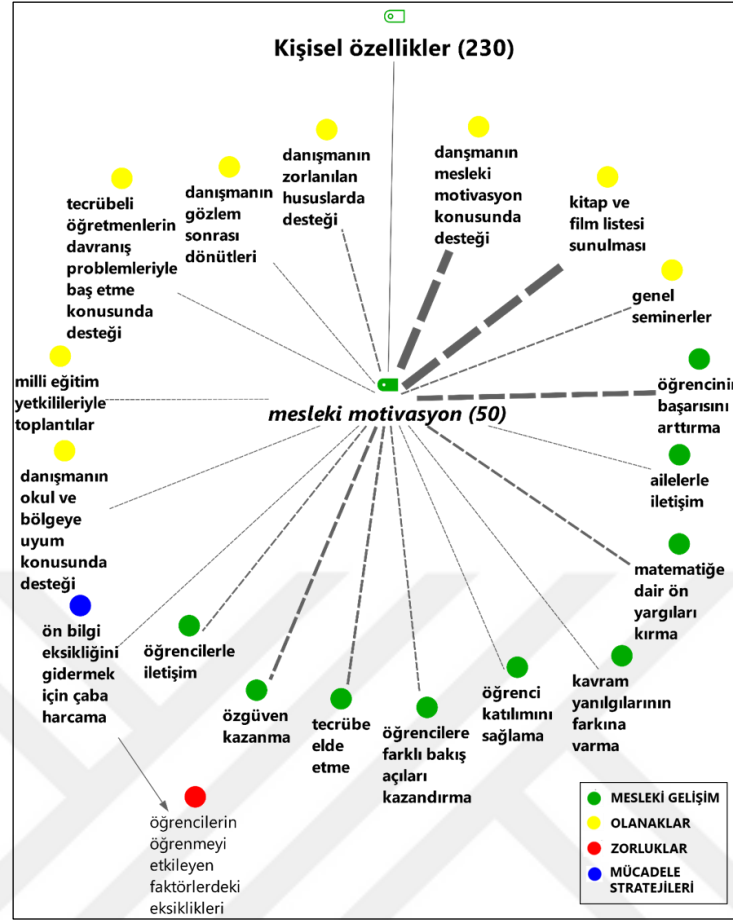 Kişisel özellikler (230)
danışmanın
zorlanılan
hususlarda
desteği
danşmanın
mesleki
motivasyon
konusunda
desteği
kitap ve
film listesi
sunulması
danışmanın
gözlem
sonrası
dönütleri
tecrübeli
öğretmenlerin
davranış
problemleriyle
baş etme
konusunda
desteği
genel
seminerler
milli eğitim
yetkilileriyle
toplantılar
mesleki motivasyon (50)
öğrencinin
başarısını
arttırma
ailelerle
iletişim
danışmanın
okul ve
bölgeye
uyum
konusunda
desteği
matematiğe
dair ön
yargıları
kırma
ön bilgi
eksikliğini
gidermek
için çaba
harcama
öğrencilerle
iletişim
özgüven
kazanma
tecrübe
elde
etme
öğrencilere
farklı bakış
açıları
kazandırma
öğrenci
katılımını
sağlama
kavram
yanılgılarının
farkına
varma
öğrencilerin
öğrenmeyi
etkileyen
faktörlerdeki
eksiklikleri
MESLEKİ GELİŞİM
OLANAKLAR
ZORLUKLAR
MÜCADELE
STRATEJİLERİ